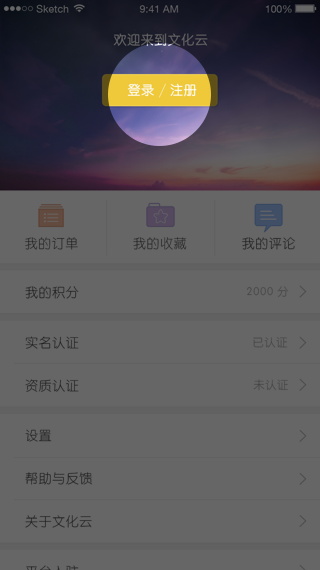 Sketch 9:41 AM 100%
欢迎来到文化云
登录 / 注册
我的订单 我的收藏 我的评论
我的积分 2000 分
实名认证 已认证
资质认证 未认证
设置
帮助与反馈
关于文化云